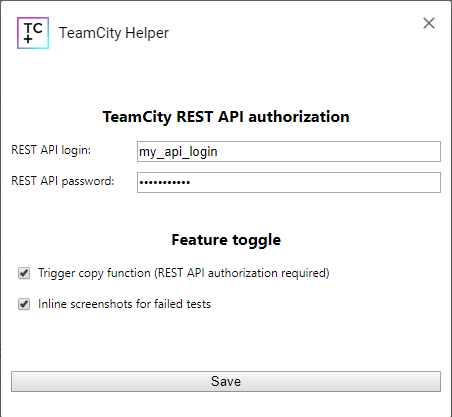 TC
+
TeamCity Helper
TeamCity REST API authorization
REST API login:
my_api_login
REST API password:
•••••••••••
Feature toggle
Trigger copy function (REST API authorization required)
Inline screenshots for failed tests
Save